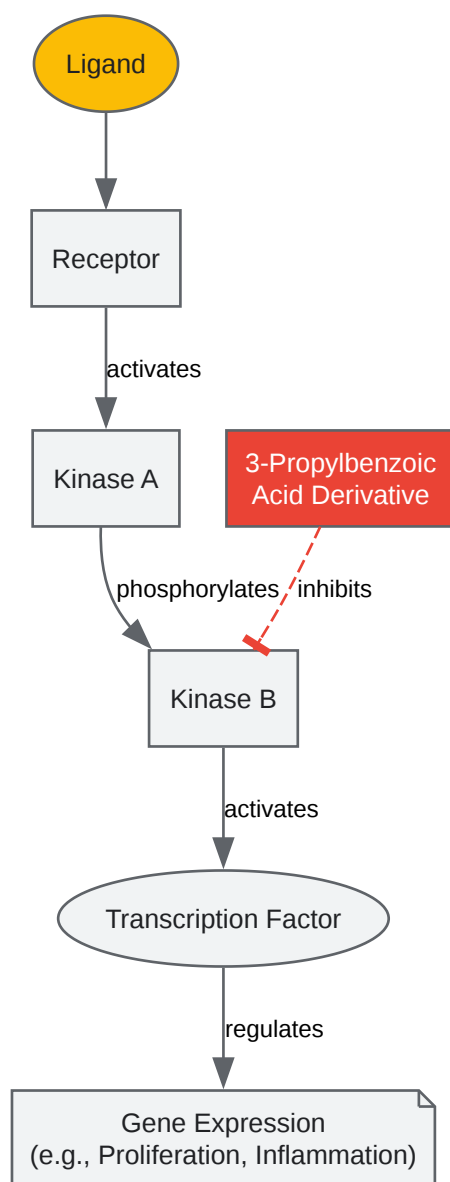 Ligand
Receptor
activates
Kinase A
3-Propylbenzoic
Acid Derivative
phosphorylates
inhibits
Kinase B
activates
Transcription Factor
regulates
Gene Expression
(e.g., Proliferation, Inflammation)